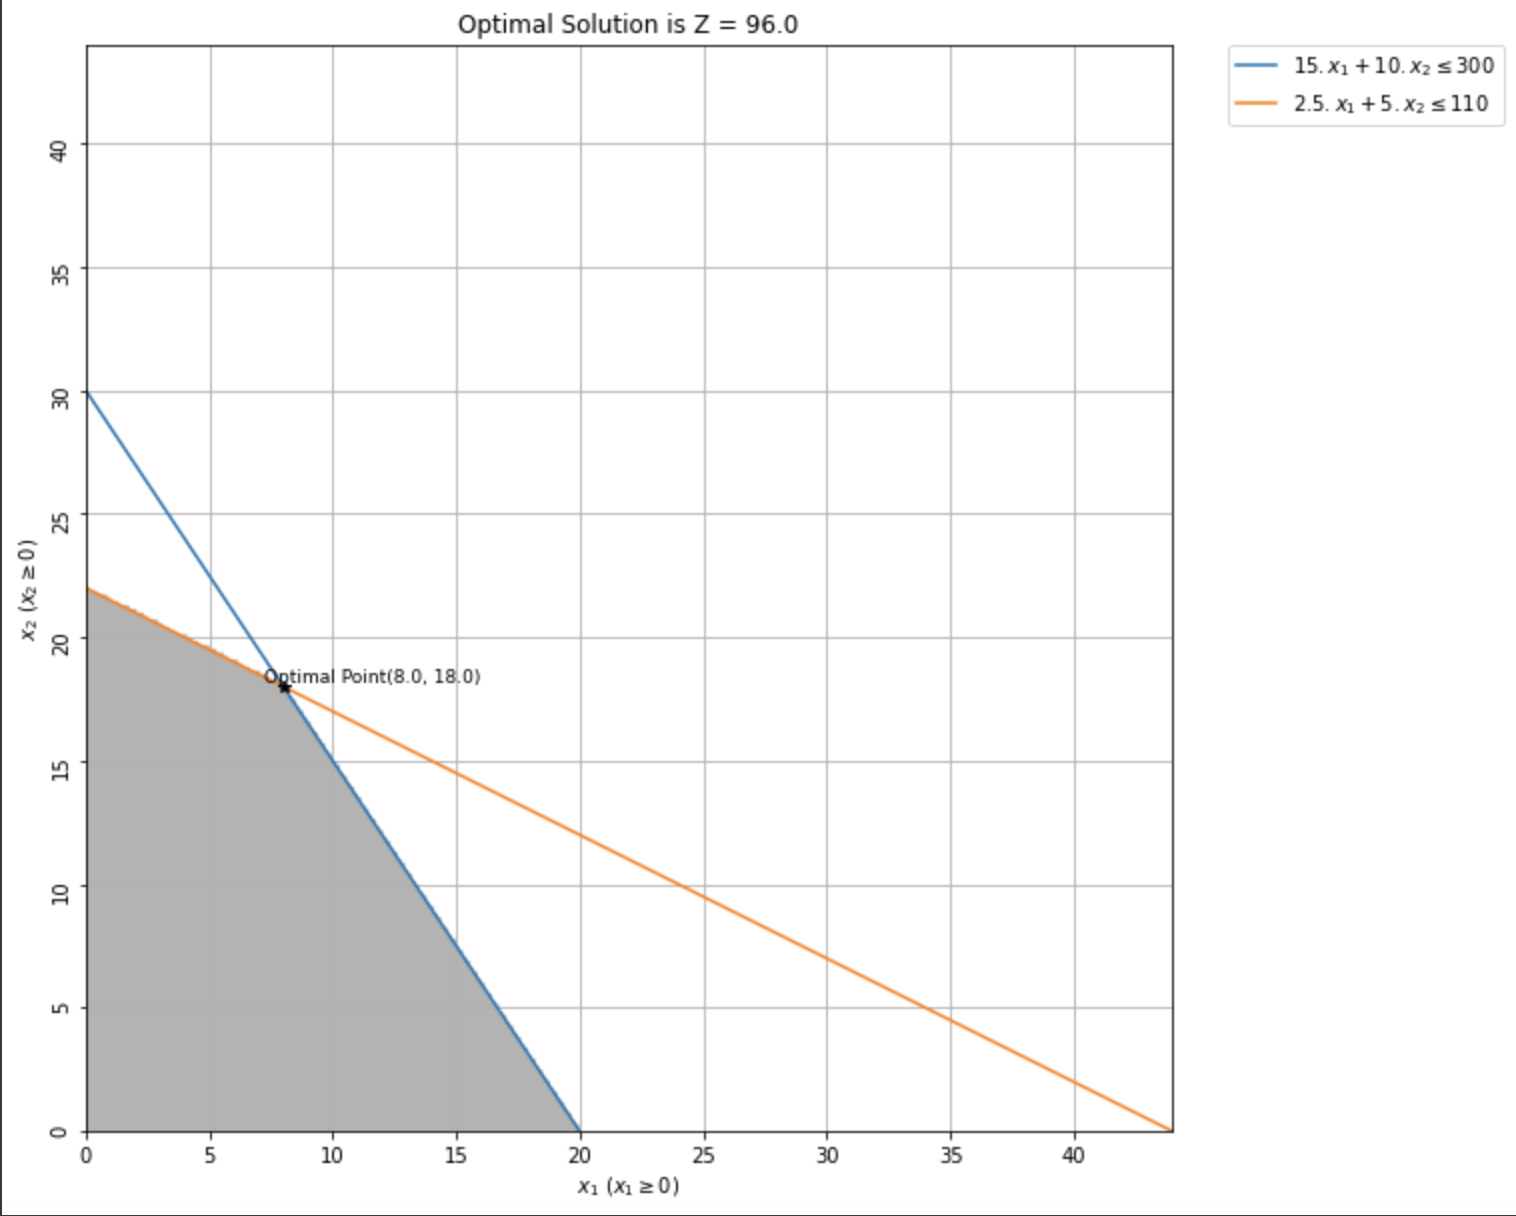 Optimal Solution is Z = 96.0
15. x₁ + 10. x₂ ≤ 300
2.5. x₁ + 5. x₂ ≤ 110
40
35
30
25
20
15
10
5
0
x₂ (x₂ ≥ 0)
Optimal Point(8.0, 18.0)
0 5 10 15 20 25 30 35 40
x₁ (x₁ ≥ 0)